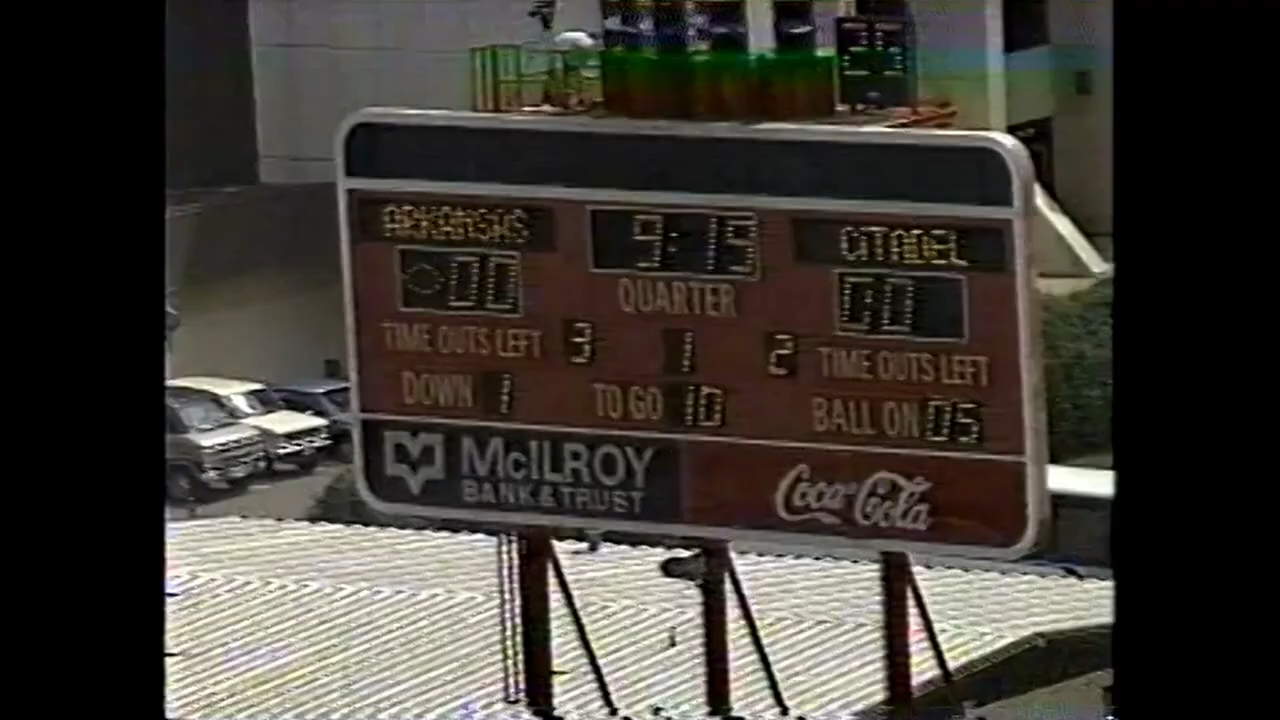 ARKANSAS 9:15 CITADEL
00 QUARTER 00
TIME OUTS LEFT 3 1 2 TIME OUTS LEFT
DOWN 1 TO GO 10 BALL ON 05
McILROY
BANK & TRUST
Coca-Cola